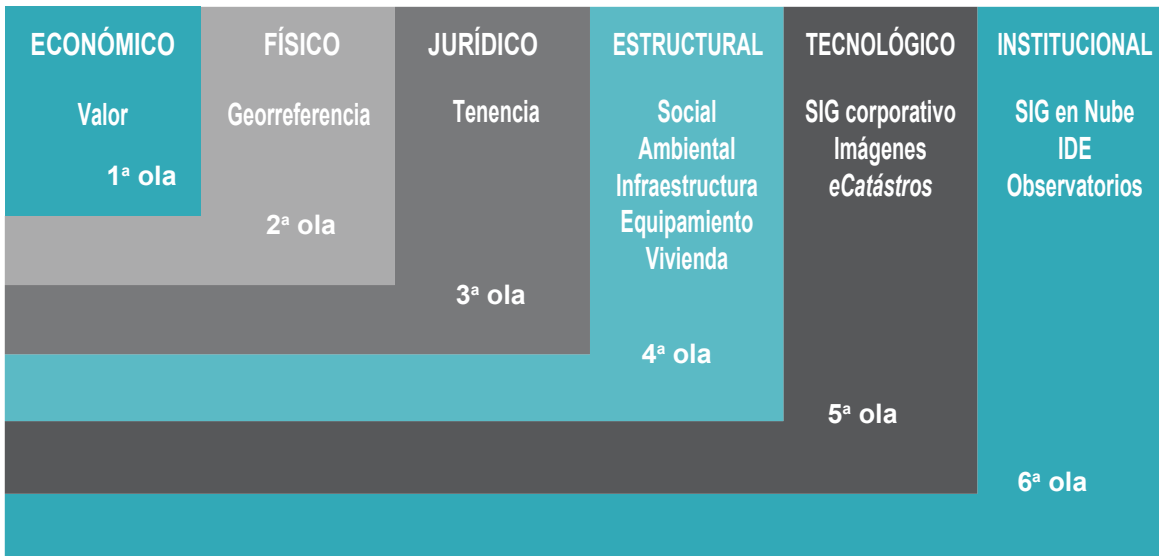 ECONÓMICO
Valor
1ª ola
FÍSICO
Georreferencia
2ª ola
JURÍDICO
Tenencia
3ª ola
ESTRUCTURAL
Social
Ambiental
Infraestructura
Equipamiento
Vivienda
4ª ola
TECNOLÓGICO
SIG corporativo
Imágenes
eCatástros
5ª ola
INSTITUCIONAL
SIG en Nube
IDE
Observatorios
6ª ola